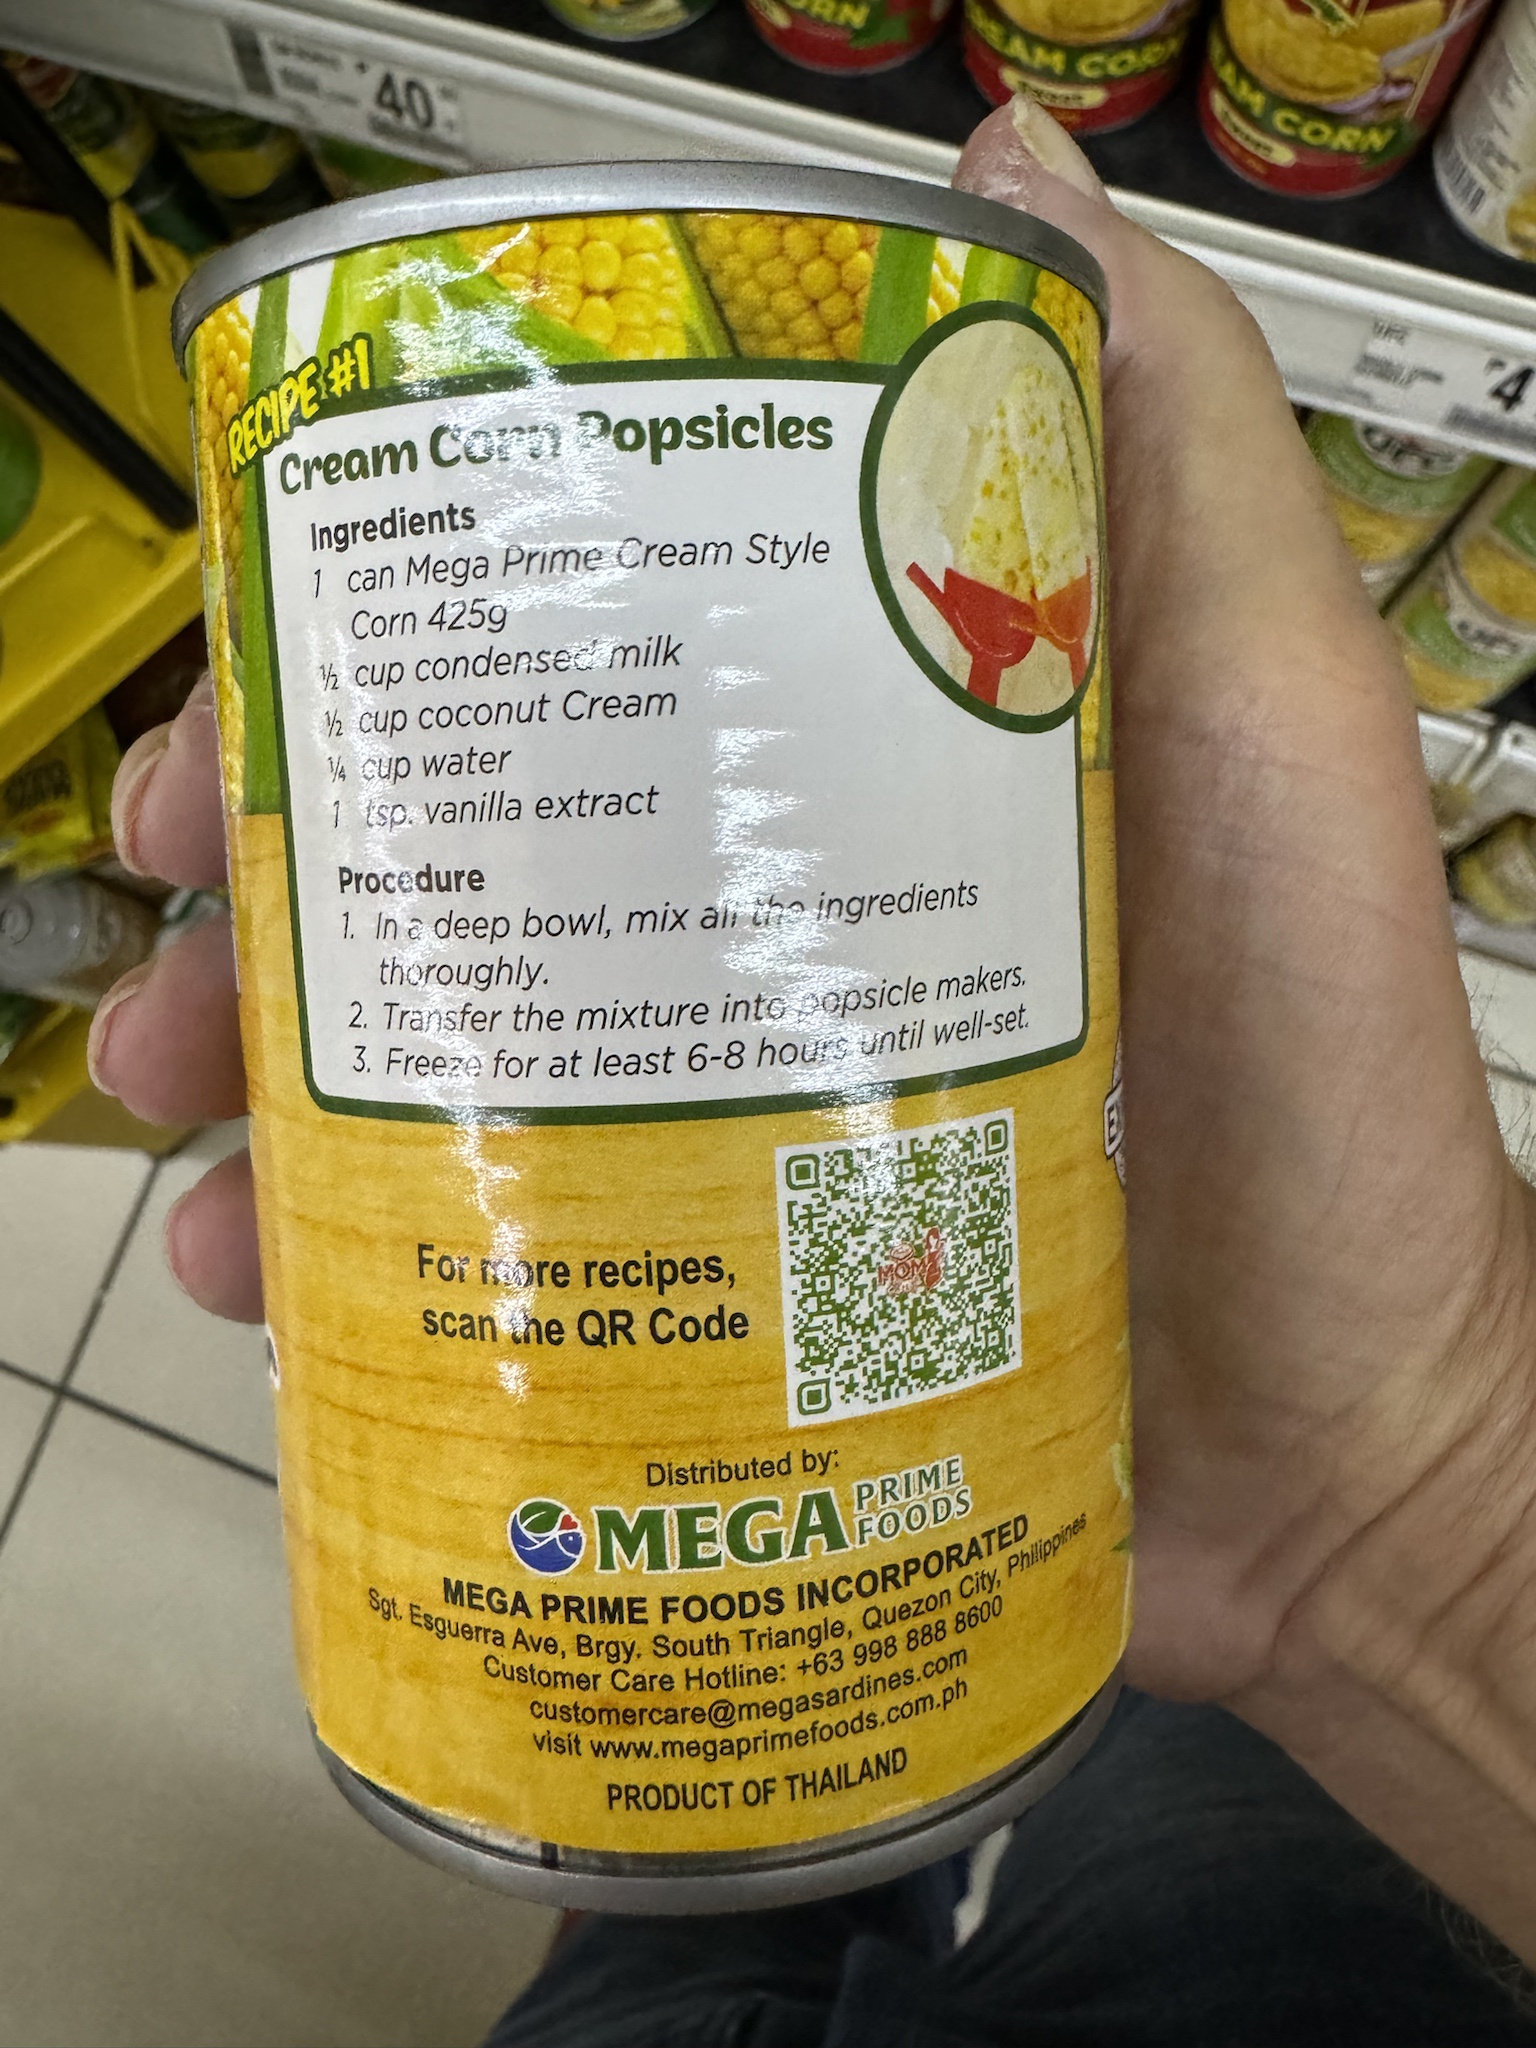 40
CREAM CORN
CORN
RECIPE #1
Cream Corn Popsicles
Ingredients
1 can Mega Prime Cream Style
Corn 425g
½ cup condensed milk
½ cup coconut Cream
¼ cup water
1 tsp. vanilla extract
Procedure
1. In a deep bowl, mix all the ingredients
thoroughly.
2. Transfer the mixture into popsicle makers.
3. Freeze for at least 6-8 hours until well-set.
For more recipes,
scan the QR Code
MOM
Distributed by:
MEGA PRIME
FOODS
MEGA PRIME FOODS INCORPORATED
Sgt. Esguerra Ave, Brgy. South Triangle, Quezon City, Philippines
Customer Care Hotline: +63 998 888 8600
customercare@megasardines.com
visit www.megaprimefoods.com.ph
PRODUCT OF THAILAND